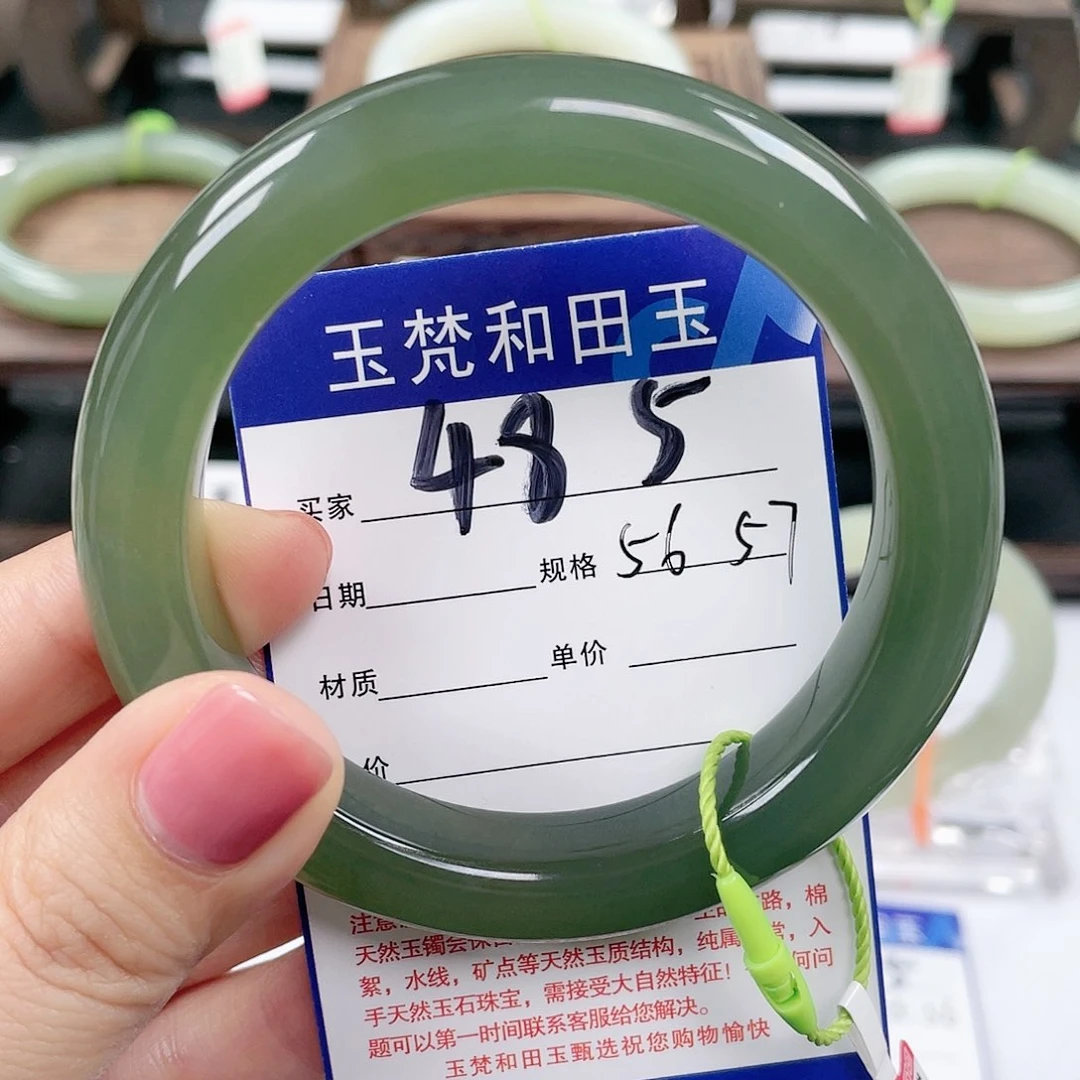 玉梵和田玉
48 5
买家
日期 规格 56 57
材质 单价
价
注意 路，棉
天然玉镯会
絮，水线，矿点等天然玉质结构，纯属 常，入
手天然玉石珠宝，需接受大自然特征！ 何问
题可以第一时间联系客服给您解决。
玉梵和田玉甄选祝您购物愉快